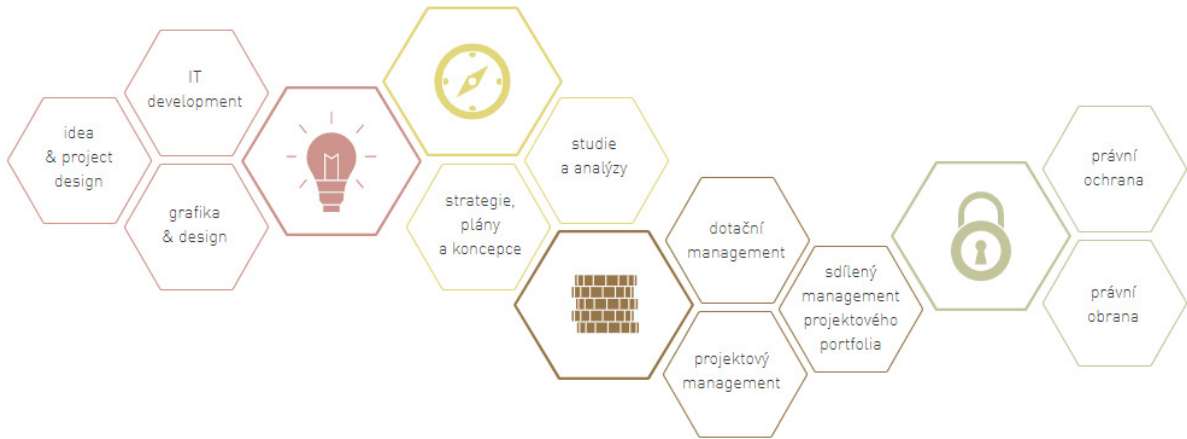 IT
development
idea
& project
design
grafika
& design
strategie,
plány
a koncepce
studie
a analýzy
dotační
management
projektový
management
sdílený
management
projektového
portfolia
právní
ochrana
právní
obrana